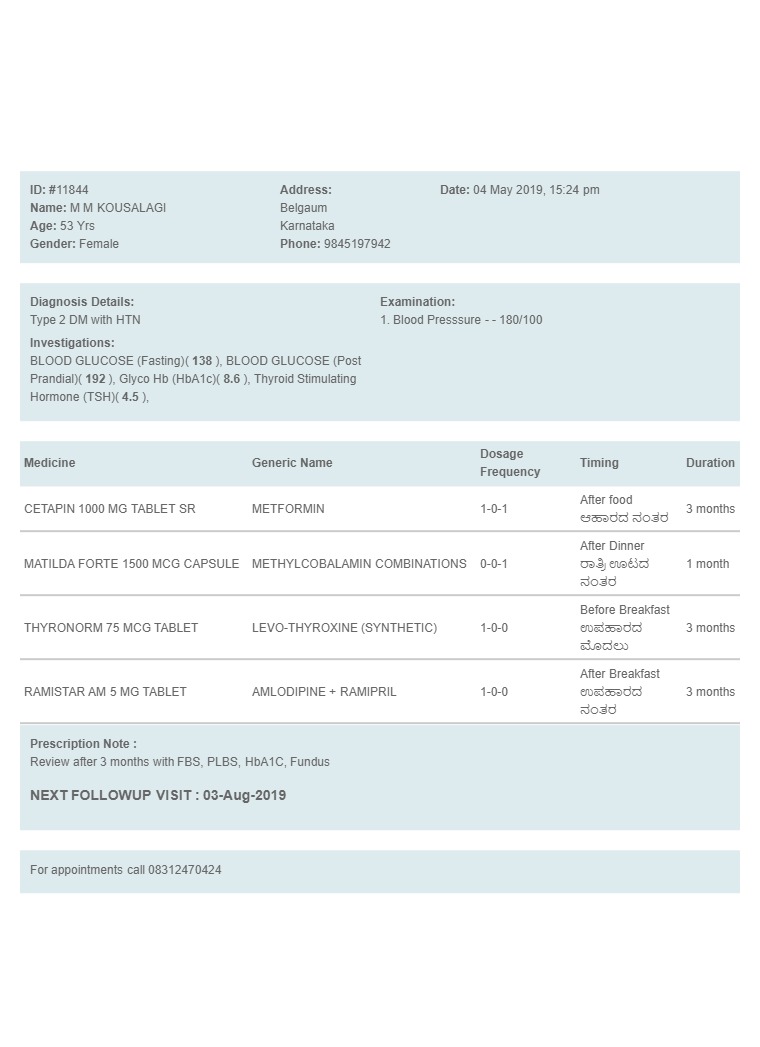 ID: #11844
Name: M M KOUSALAGI
Age: 53 Yrs
Gender: Female
Address:
Belgaum
Karnataka
Phone: 9845197942
Date: 04 May 2019, 15:24 pm
Diagnosis Details:
Type 2 DM with HTN
Investigations:
BLOOD GLUCOSE (Fasting)( 138 ), BLOOD GLUCOSE (Post
Prandial)( 192 ), Glyco Hb (HbA1c)( 8.6 ), Thyroid Stimulating
Hormone (TSH)( 4.5 ),
Examination:
1. Blood Presssure - - 180/100
Medicine Generic Name Dosage Frequency Timing Duration
CETAPIN 1000 MG TABLET SR METFORMIN 1-0-1 After food 3 months
ಆಹಾರದ ನಂತರ
MATILDA FORTE 1500 MCG CAPSULE METHYLCOBALAMIN COMBINATIONS 0-0-1 After Dinner 1 month
ರಾತ್ರಿ ಊಟದ
ನಂತರ
THYRONORM 75 MCG TABLET LEVO-THYROXINE (SYNTHETIC) 1-0-0 Before Breakfast 3 months
ಉಪಹಾರದ
ಮೊದಲು
RAMISTAR AM 5 MG TABLET AMLODIPINE + RAMIPRIL 1-0-0 After Breakfast 3 months
ಉಪಹಾರದ
ನಂತರ
Prescription Note :
Review after 3 months with FBS, PLBS, HbA1C, Fundus
NEXT FOLLOWUP VISIT : 03-Aug-2019
For appointments call 08312470424